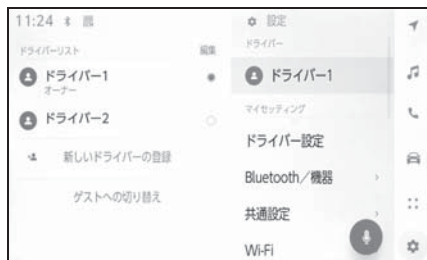 11:24
ドライバーリスト
編集
ドライバー1
オーナー
ドライバー2
新しいドライバーの登録
ゲストへの切り替え
設定
ドライバー
ドライバー1
マイセッティング
ドライバー設定
Bluetooth／機器
共通設定
Wi-Fi